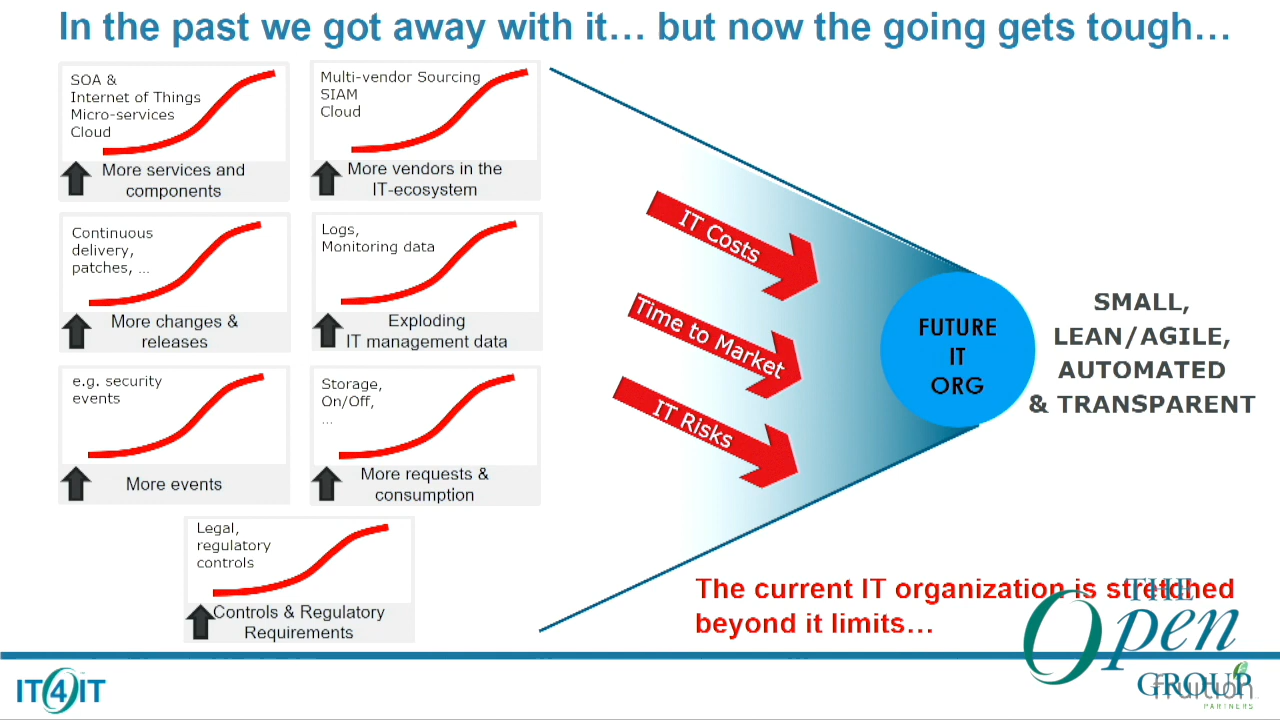 In the past we got away with it... but now the going gets tough...
SOA &
Internet of Things
Micro-services
Cloud
More services and
components
Multi-vendor Sourcing
SIAM
Cloud
More vendors in the
IT-ecosystem
Continuous
delivery,
patches, ...
More changes &
releases
Logs,
Monitoring data
Exploding
IT management data
e.g. security
events
More events
Storage,
On/Off,
...
More requests &
consumption
Legal,
regulatory
controls
Controls & Regulatory
Requirements
IT Costs
Time to Market
IT Risks
FUTURE
IT
ORG
SMALL,
LEAN/AGILE,
AUTOMATED
& TRANSPARENT
The current IT organization is stretched
beyond it limits...
IT4IT
THE
Open
GROUP
fruition
PARTNERS